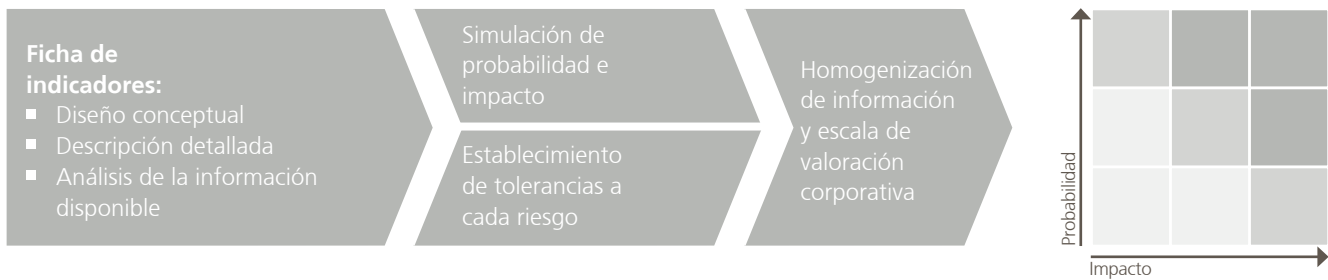 Ficha de
indicadores:
▪ Diseño conceptual
▪ Descripción detallada
▪ Análisis de la información
disponible
Simulación de
probabilidad e
impacto
Establecimiento
de tolerancias a
cada riesgo
Homogenización
de información
y escala de
valoración
corporativa
Probabilidad
Impacto